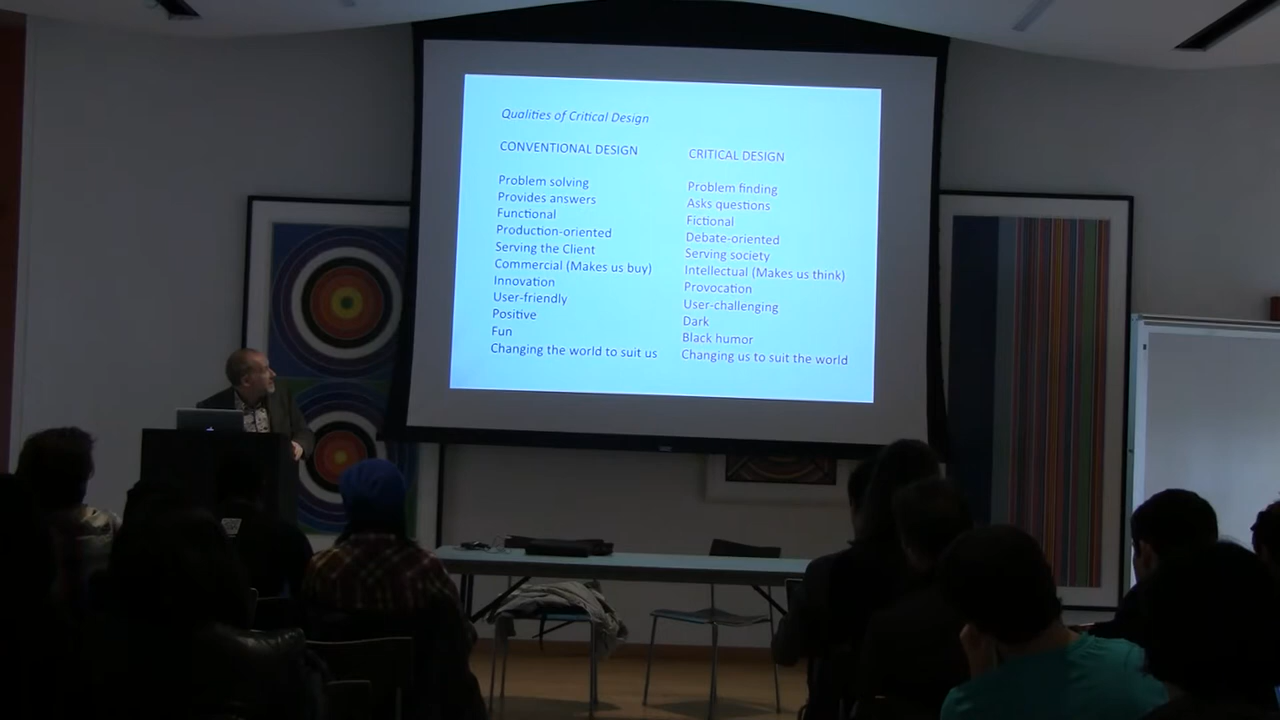 Qualities of Critical Design
CONVENTIONAL DESIGN
Problem solving
Provides answers
Functional
Production-oriented
Serving the Client
Commercial (Makes us buy)
Innovation
User-friendly
Positive
Fun
Changing the world to suit us
CRITICAL DESIGN
Problem finding
Asks questions
Fictional
Debate-oriented
Serving society
Intellectual (Makes us think)
Provocation
User-challenging
Dark
Black humor
Changing us to suit the world